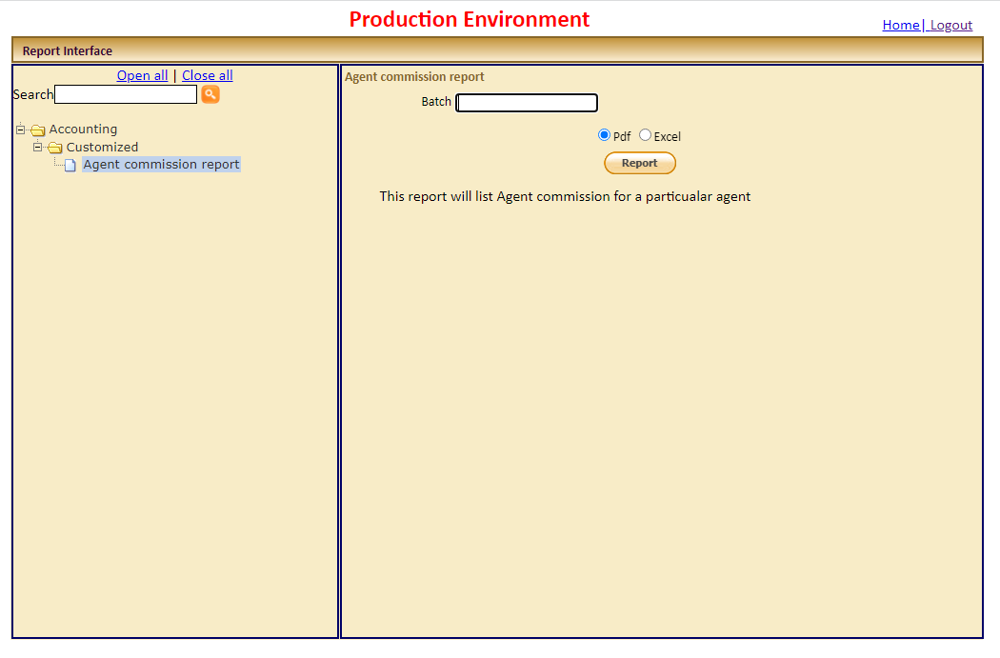 Production Environment
Home| Logout
Report Interface
Open all | Close all
Search
Accounting
Customized
Agent commission report
Agent commission report
Batch
Pdf Excel
Report
This report will list Agent commission for a particualar agent